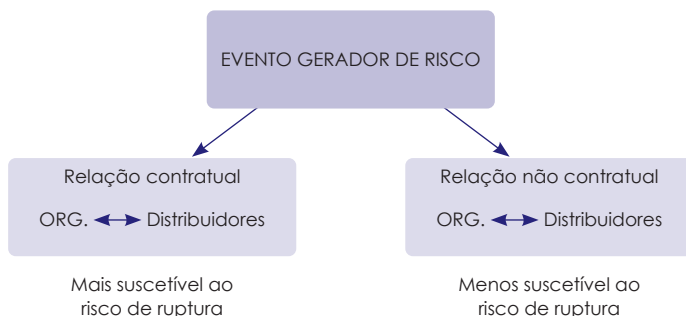 EVENTO GERADOR DE RISCO
Relação contratual
ORG. Distribuidores
Mais suscetível ao
risco de ruptura
Relação não contratual
ORG. Distribuidores
Menos suscetível ao
risco de ruptura